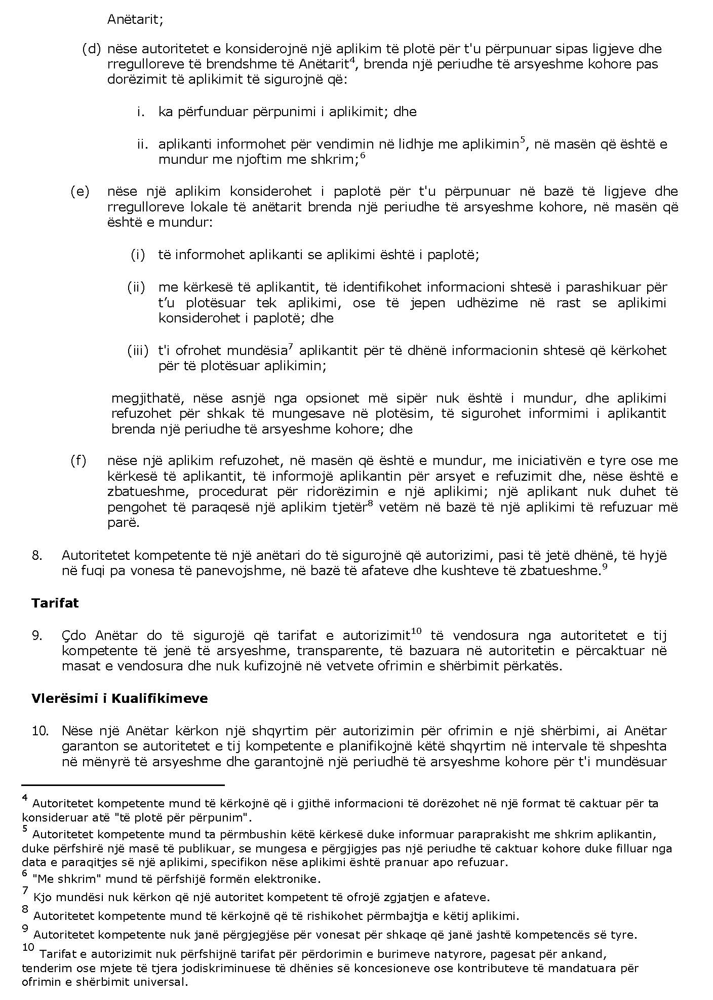 Anëtarit;
(d) nëse autoritetet e konsiderojnë një aplikim të plotë për t'u përpunuar sipas ligjeve dhe
rregulloreve të brendshme të Anëtarit4, brenda një periudhe të arsyeshme kohore pas
dorëzimit të aplikimit të sigurojnë që:
i. ka përfunduar përpunimi i aplikimit; dhe
ii. aplikanti informohet për vendimin në lidhje me aplikimin5, në masën që është e
mundur me njoftim me shkrim;6
(e) nëse një aplikim konsiderohet i paplotë për t'u përpunuar në bazë të ligjeve dhe
rregulloreve lokale të anëtarit brenda një periudhe të arsyeshme kohore, në masën që
është e mundur:
(i) të informohet aplikanti se aplikimi është i paplotë;
(ii) me kërkesë të aplikantit, të identifikohet informacioni shtesë i parashikuar për
t’u plotësuar tek aplikimi, ose të jepen udhëzime në rast se aplikimi
konsiderohet i paplotë; dhe
(iii) t'i ofrohet mundësia7 aplikantit për të dhënë informacionin shtesë që kërkohet
për të plotësuar aplikimin;
megjithatë, nëse asnjë nga opsionet më sipër nuk është i mundur, dhe aplikimi
refuzohet për shkak të mungesave në plotësim, të sigurohet informimi i aplikantit
brenda një periudhe të arsyeshme kohore; dhe
(f) nëse një aplikim refuzohet, në masën që është e mundur, me iniciativën e tyre ose me
kërkesë të aplikantit, të informojë aplikantin për arsyet e refuzimit dhe, nëse është e
zbatueshme, procedurat për ridorëzimin e një aplikimi; një aplikant nuk duhet të
pengohet të paraqesë një aplikim tjetër8 vetëm në bazë të një aplikimi të refuzuar më
parë.
8. Autoritetet kompetente të një anëtari do të sigurojnë që autorizimi, pasi të jetë dhënë, të hyjë
në fuqi pa vonesa të panevojshme, në bazë të afateve dhe kushteve të zbatueshme.9
Tarifat
9. Çdo Anëtar do të sigurojë që tarifat e autorizimit10 të vendosura nga autoritetet e tij
kompetente të jenë të arsyeshme, transparente, të bazuara në autoritetin e përcaktuar në
masat e vendosura dhe nuk kufizojnë në vetvete ofrimin e shërbimit përkatës.
Vlerësimi i Kualifikimeve
10. Nëse një Anëtar kërkon një shqyrtim për autorizimin për ofrimin e një shërbimi, ai Anëtar
garanton se autoritetet e tij kompetente e planifikojnë këtë shqyrtim në intervale të shpeshta
në mënyrë të arsyeshme dhe garantojnë një periudhë të arsyeshme kohore për t'i mundësuar
4 Autoritetet kompetente mund të kërkojnë që i gjithë informacioni të dorëzohet në një format të caktuar për ta
konsideruar atë "të plotë për përpunim".
5 Autoritetet kompetente mund ta përmbushin këtë kërkesë duke informuar paraprakisht me shkrim aplikantin,
duke përfshirë një masë të publikuar, se mungesa e përgjigjes pas një periudhe të caktuar kohore duke filluar nga
data e paraqitjes së një aplikimi, specifikon nëse aplikimi është pranuar apo refuzuar.
6 "Me shkrim" mund të përfshijë formën elektronike.
7 Kjo mundësi nuk kërkon që një autoritet kompetent të ofrojë zgjatjen e afateve.
8 Autoritetet kompetente mund të kërkojnë që të rishikohet përmbajtja e këtij aplikimi.
9 Autoritetet kompetente nuk janë përgjegjëse për vonesat për shkaqe që janë jashtë kompetencës së tyre.
10 Tarifat e autorizimit nuk përfshijnë tarifat për përdorimin e burimeve natyrore, pagesat për ankand,
tenderim ose mjete të tjera jodiskriminuese të dhënies së koncesioneve ose kontributeve të mandatuara për
ofrimin e shërbimit universal.